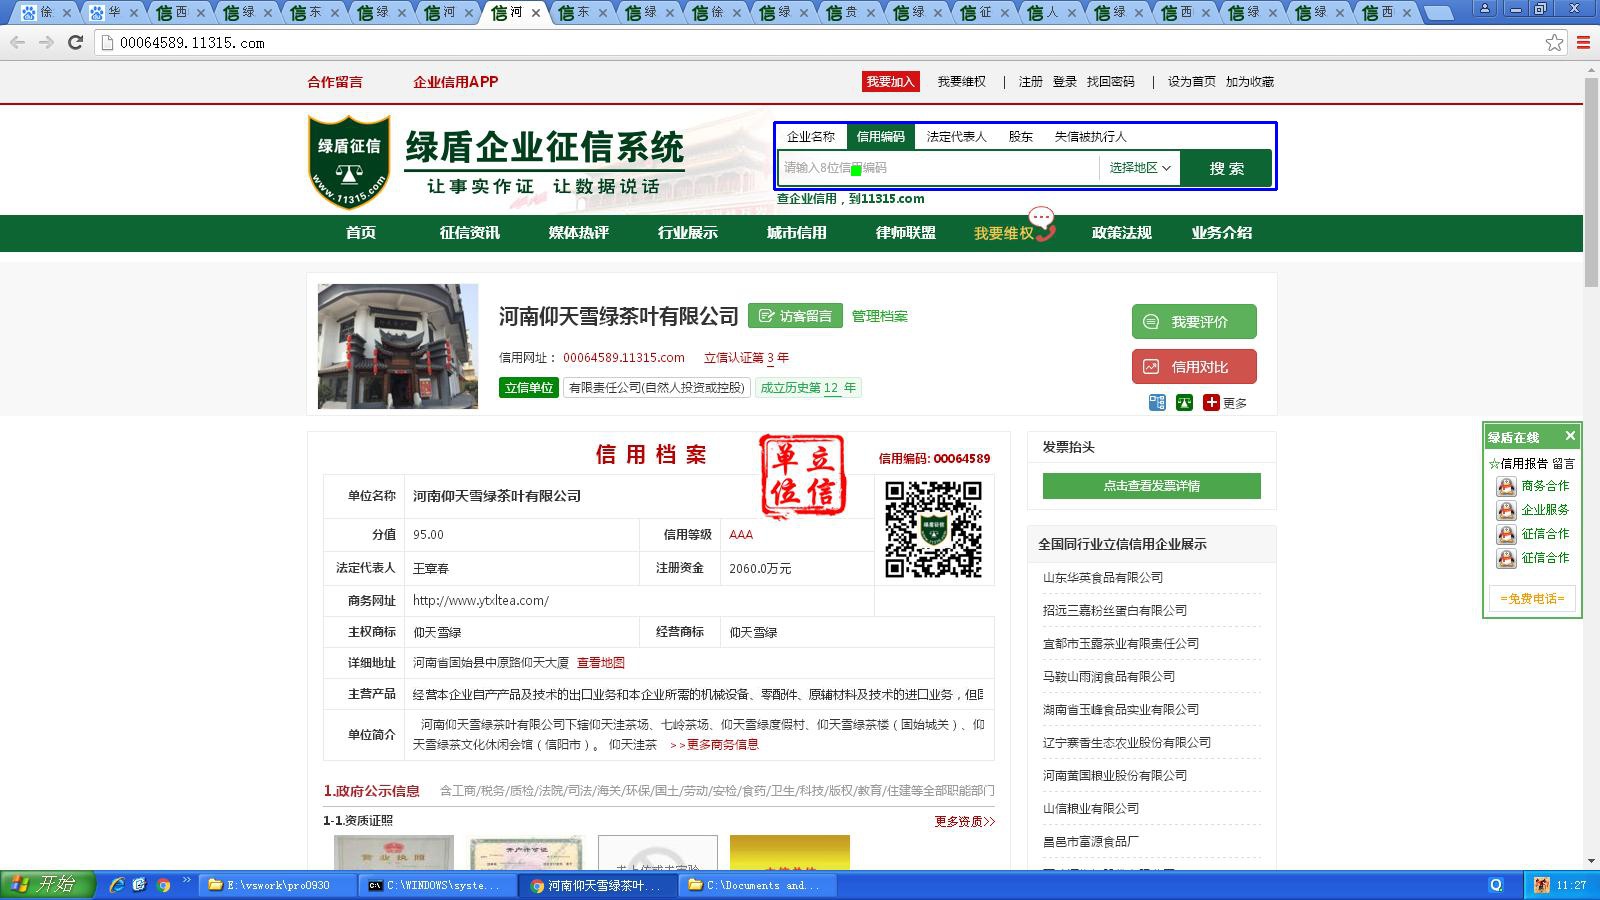 徐
华
西
绿
东
绿
河
河
东
绿
徐
绿
贵
绿
征
人
绿
西
绿
绿
西
00064589.11315.com
合作留言 企业信用APP 我要加入 我要维权 | 注册 登录 找回密码 | 设为首页 加为收藏
绿盾
征信
www.11315.com
绿盾企业征信系统
让事实作证 让数据说话
企业名称 信用编码 法定代表人 股东 失信被执行人
请输入8位信用编码 选择地区 搜 索
查企业信用，到11315.com
首页 征信资讯 媒体热评 行业展示 城市信用 律师联盟 我要维权 政策法规 业务介绍
河南仰天雪绿茶叶有限公司 访客留言 管理档案
信用网址： 00064589.11315.com 立信认证第 3 年
立信单位 有限责任公司(自然人投资或控股) 成立历史第 12 年
我要评价
信用对比
更多
信 用 档 案
立信单位
信用编码: 00064589
单位名称 河南仰天雪绿茶叶有限公司
分值 95.00 信用等级 AAA
法定代表人 王章春 注册资金 2060.0万元
商务网址 http://www.ytxltea.com/
主权商标 仰天雪绿 经营商标 仰天雪绿
详细地址 河南省固始县中原路仰天大厦 查看地图
主营产品 经营本企业自产产品及技术的出口业务和本企业所需的机械设备、零配件、原辅材料及技术的进口业务，但国
单位简介 河南仰天雪绿茶叶有限公司下辖仰天洼茶场、七岭茶场、仰天雪绿度假村、仰天雪绿茶楼（固始城关）、仰
天雪绿茶文化休闲会馆（信阳市）。 仰天洼茶 >>更多商务信息
1.政府公示信息 含工商/税务/质检/法院/司法/海关/环保/国土/劳动/安检/食药/卫生/科技/版权/教育/住建等全部职能部门
1-1.资质证照 更多资质>>
营业执照
开户许可证
发票抬头
点击查看发票详情
全国同行业立信信用企业展示
山东华英食品有限公司
招远三嘉粉丝蛋白有限公司
宜都市玉露茶业有限责任公司
马鞍山雨润食品有限公司
湖南省玉峰食品实业有限公司
辽宁寨香生态农业股份有限公司
河南黄国粮业股份有限公司
山信粮业有限公司
昌邑市富源食品厂
绿盾在线
☆信用报告 留言
商务合作
企业服务
征信合作
征信合作
=免费电话=
开始 E:\vswork\pro0930 C:\WINDOWS\syste... 河南仰天雪绿茶叶... C:\Documents and... 11:27